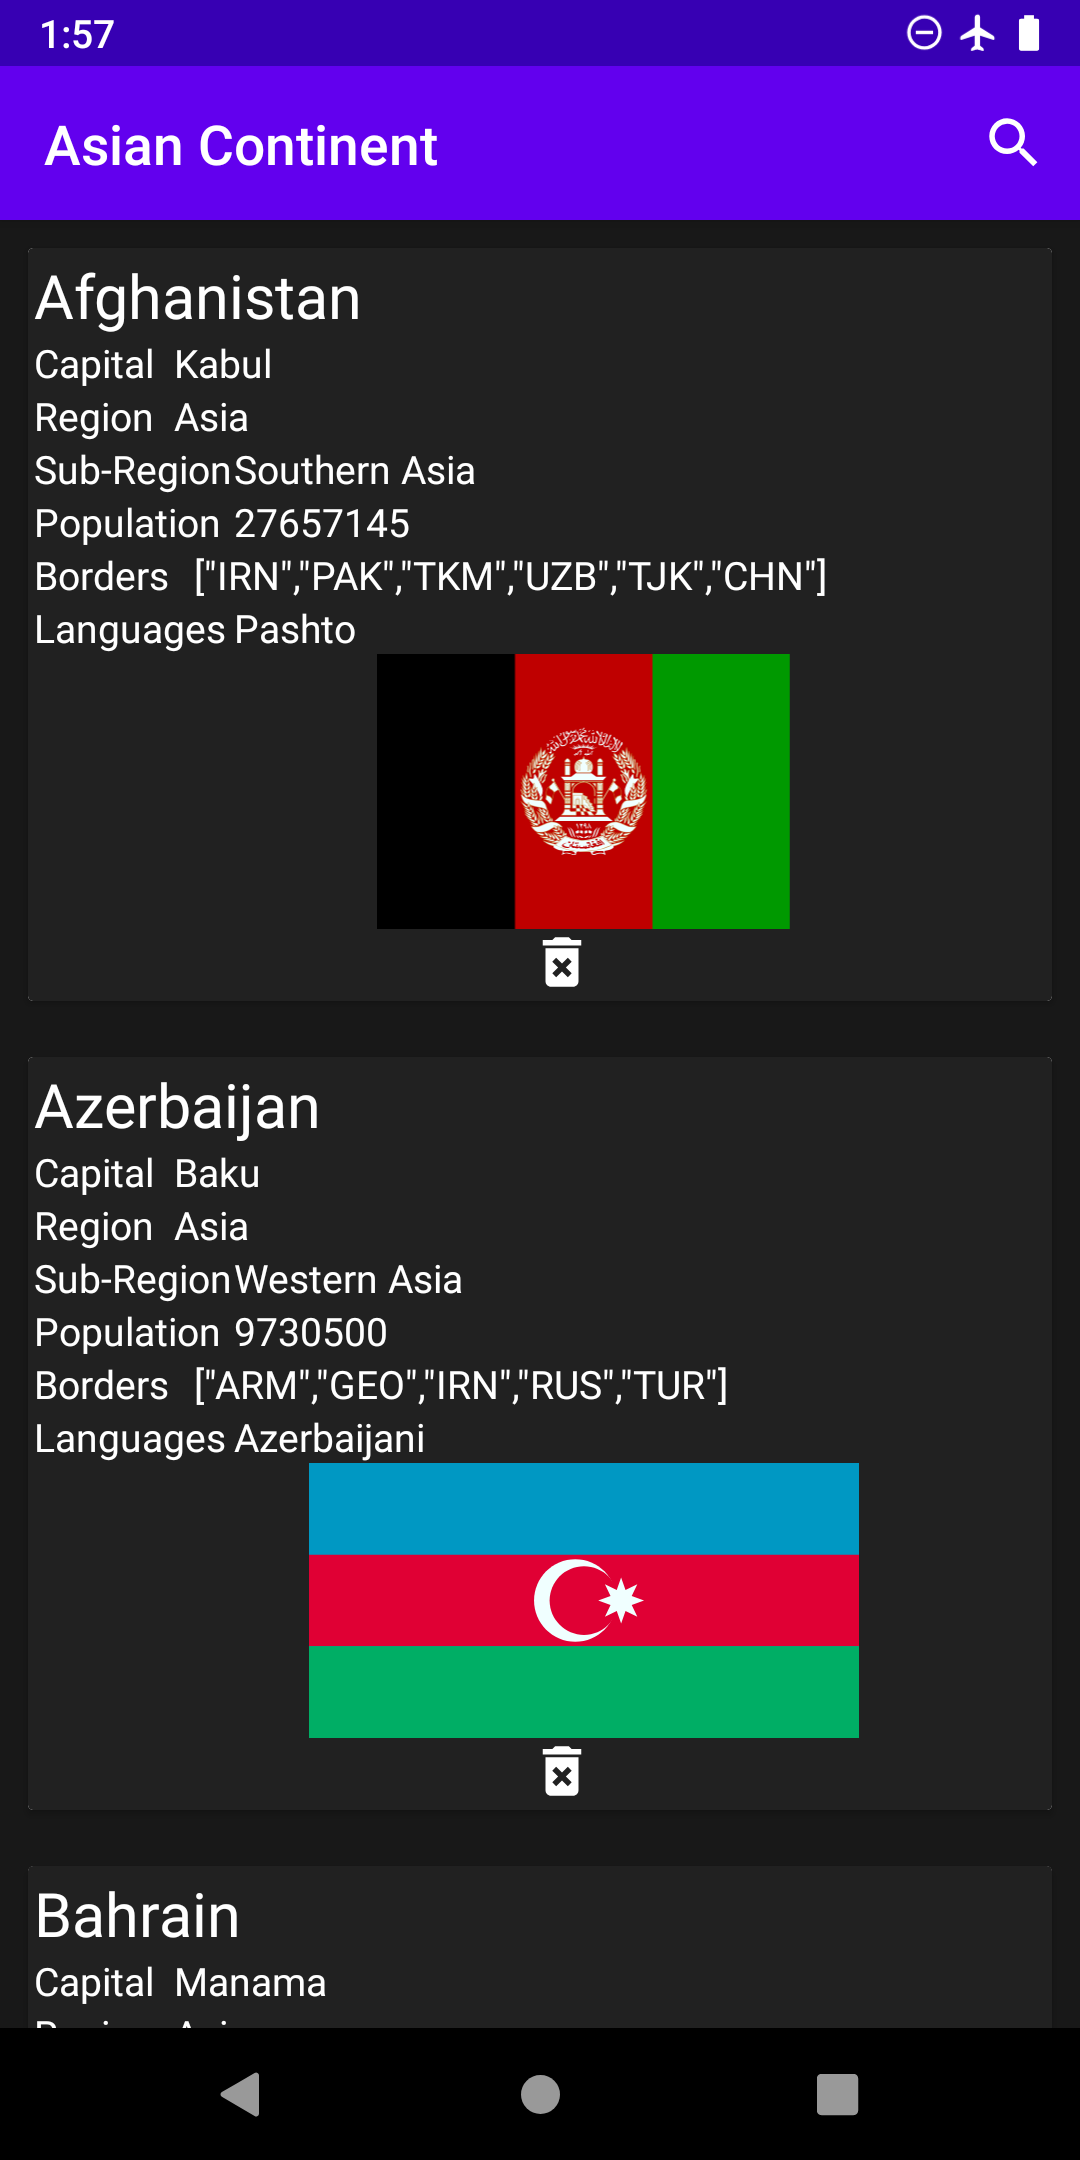 1:57
Asian Continent
Afghanistan
Capital Kabul
Region Asia
Sub-Region Southern Asia
Population 27657145
Borders ["IRN","PAK","TKM","UZB","TJK","CHN"]
Languages Pashto
Azerbaijan
Capital Baku
Region Asia
Sub-Region Western Asia
Population 9730500
Borders ["ARM","GEO","IRN","RUS","TUR"]
Languages Azerbaijani
Bahrain
Capital Manama